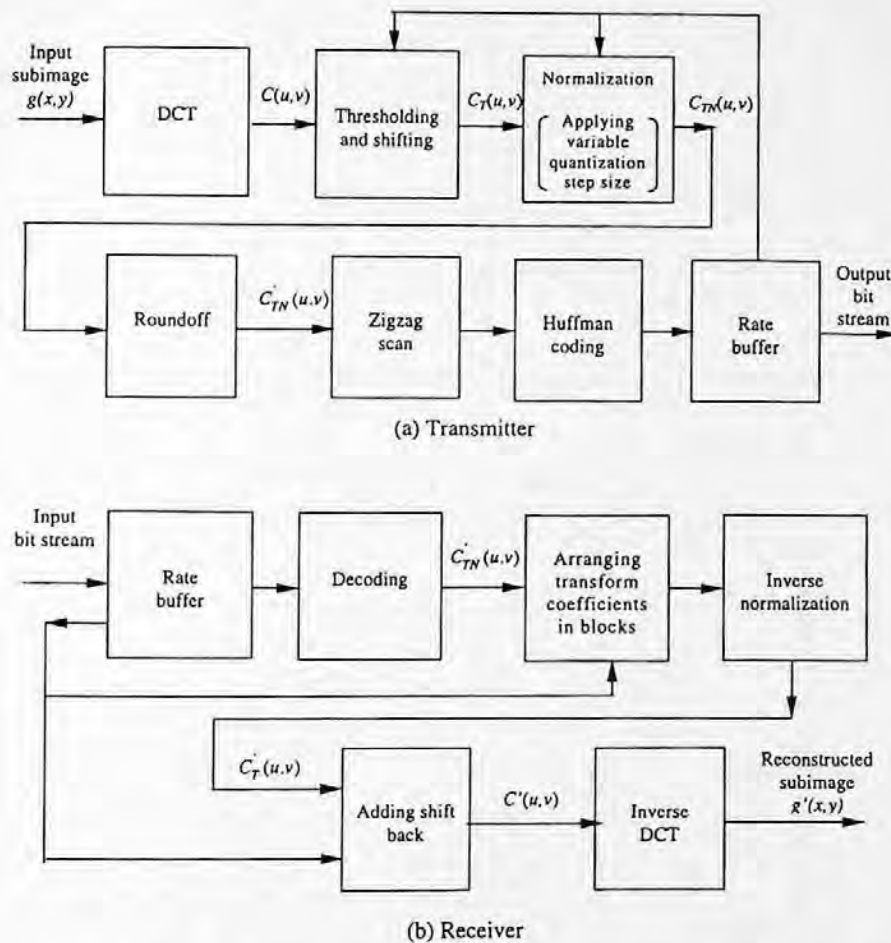 Input
subimage
g(x,y)
DCT
C(u,v)
Thresholding
and shifting
C_T(u,v)
Normalization
Applying
variable
quantization
step size
C_TN(u,v)
Roundoff
C'_TN(u,v)
Zigzag
scan
Huffman
coding
Rate
buffer
Output
bit
stream
(a) Transmitter
Input
bit stream
Rate
buffer
Decoding
C'_TN(u,v)
Arranging
transform
coefficients
in blocks
Inverse
normalization
C'_T(u,v)
Adding shift
back
C'(u,v)
Inverse
DCT
Reconstructed
subimage
g'(x,y)
(b) Receiver